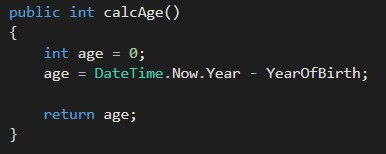 public int calcAge()
{
    int age = 0;
    age = DateTime.Now.Year - YearOfBirth;

    return age;
}